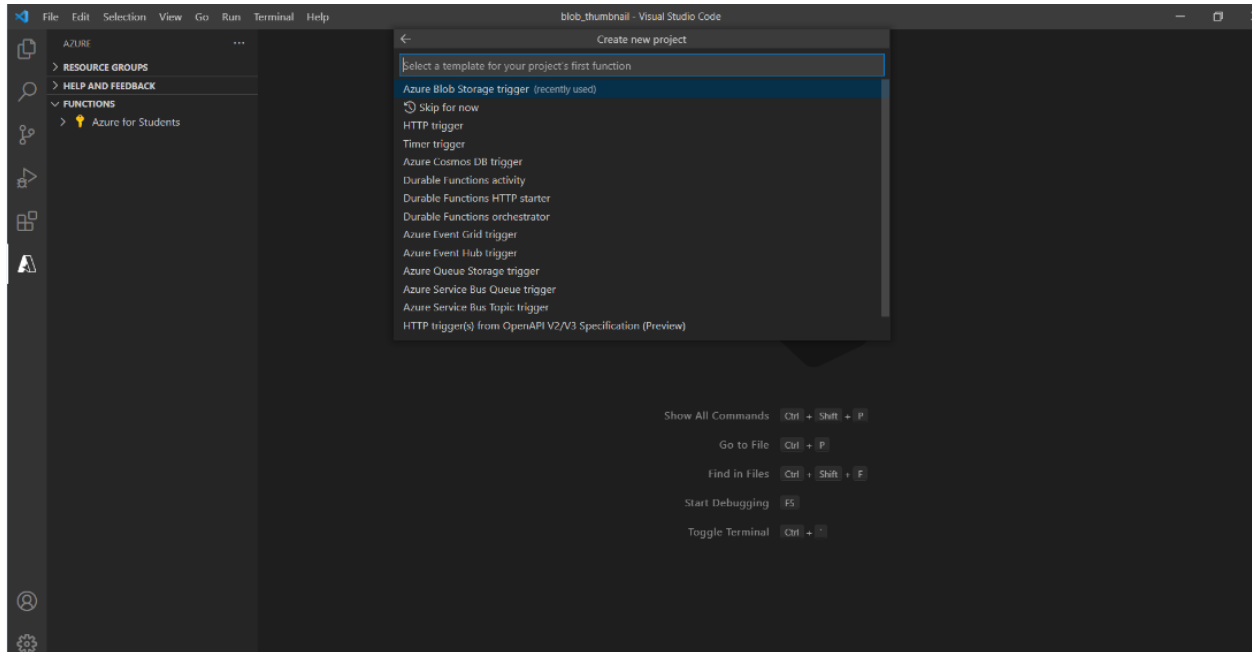 File Edit Selection View Go Run Terminal Help
blob_thumbnail - Visual Studio Code
AZURE
RESOURCE GROUPS
HELP AND FEEDBACK
FUNCTIONS
Azure for Students
Create new project
Select a template for your project's first function
Azure Blob Storage trigger (recently used)
Skip for now
HTTP trigger
Timer trigger
Azure Cosmos DB trigger
Durable Functions activity
Durable Functions HTTP starter
Durable Functions orchestrator
Azure Event Grid trigger
Azure Event Hub trigger
Azure Queue Storage trigger
Azure Service Bus Queue trigger
Azure Service Bus Topic trigger
HTTP trigger(s) from OpenAPI V2/V3 Specification (Preview)
Show All Commands Ctrl + Shift + P
Go to File Ctrl + P
Find in Files Ctrl + Shift + F
Start Debugging F5
Toggle Terminal Ctrl + `